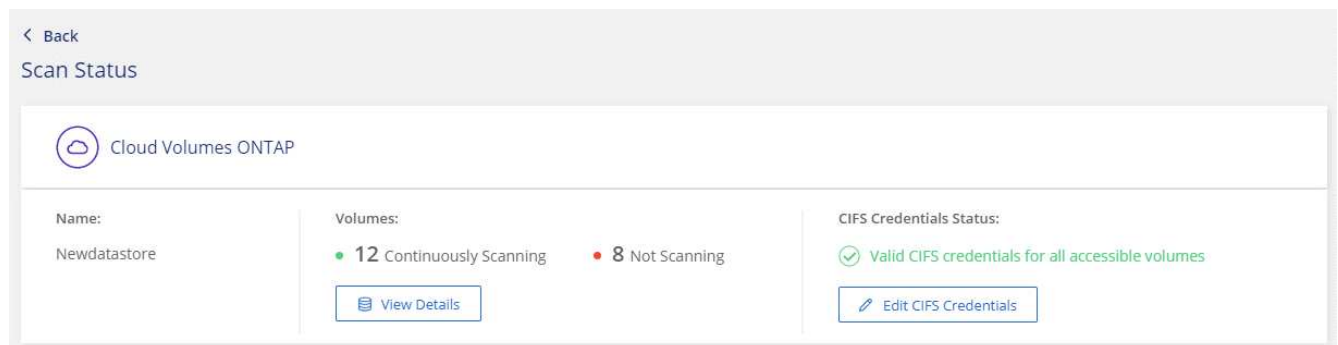 Back
Scan Status
Cloud Volumes ONTAP
Name:
Newdatastore
Volumes:
12 Continuously Scanning
8 Not Scanning
View Details
CIFS Credentials Status:
Valid CIFS credentials for all accessible volumes
Edit CIFS Credentials